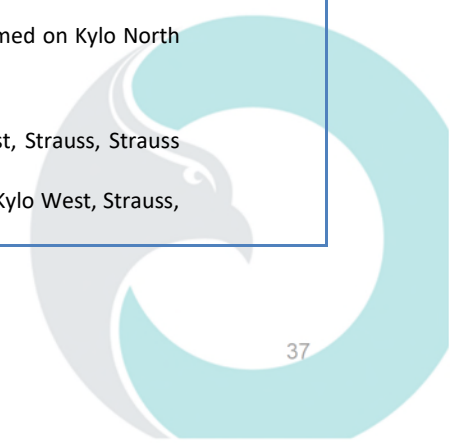 med on Kylo North
st, Strauss, Strauss
Kylo West, Strauss,
37